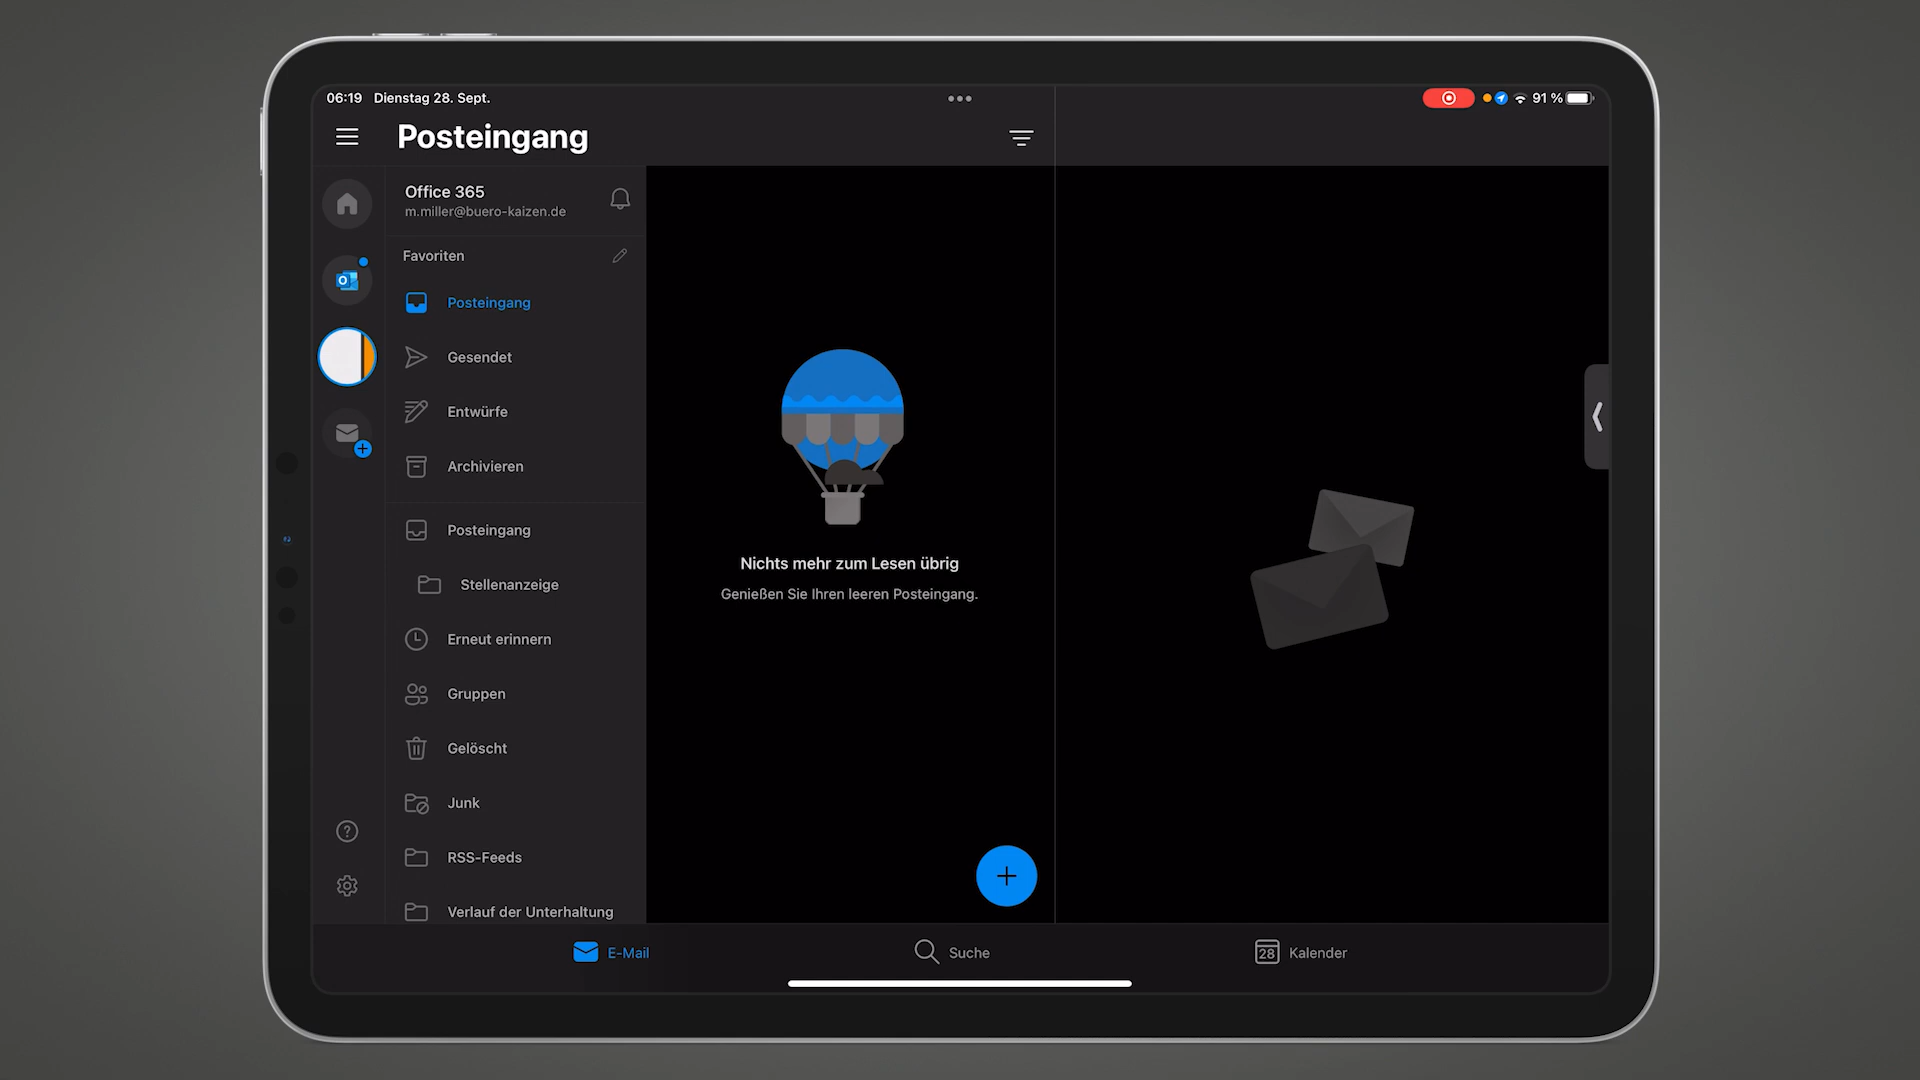 06:19 Dienstag 28. Sept.
91 %
Posteingang
Office 365
m.miller@buero-kaizen.de
Favoriten
Posteingang
Gesendet
Entwürfe
Archivieren
Posteingang
Stellenanzeige
Erneut erinnern
Gruppen
Gelöscht
Junk
RSS-Feeds
Verlauf der Unterhaltung
Nichts mehr zum Lesen übrig
Genießen Sie Ihren leeren Posteingang.
E-Mail
Suche
28 Kalender